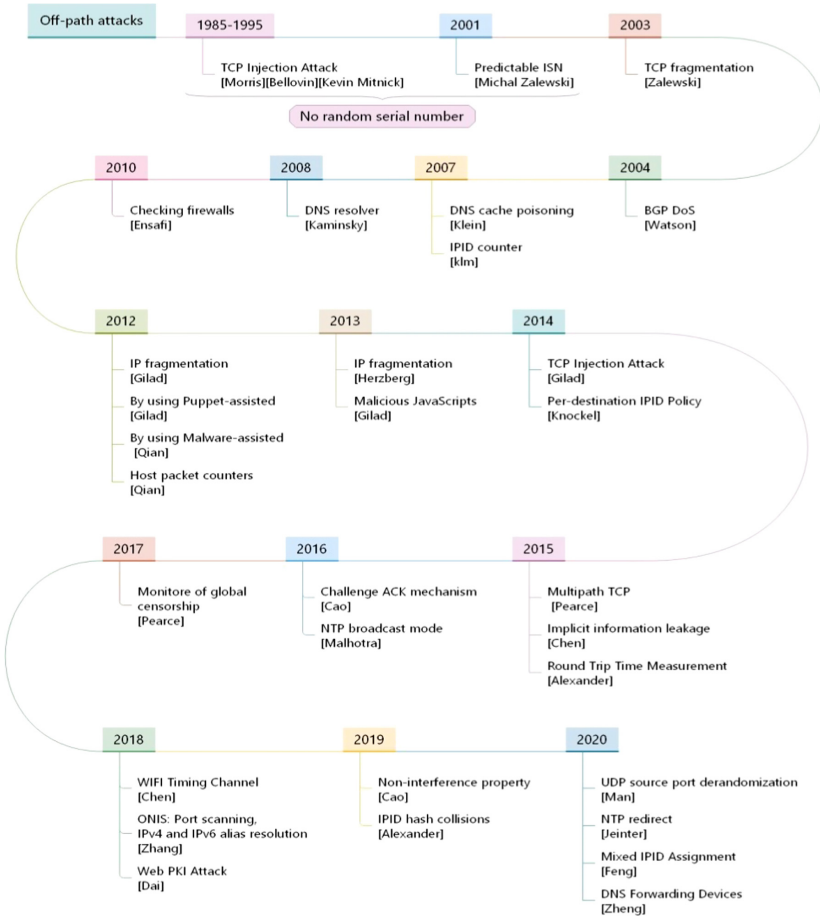 Off-path attacks
1985-1995
TCP Injection Attack
[Morris][Bellovin][Kevin Mitnick]
2001
Predictable ISN
[Michal Zalewski]
2003
TCP fragmentation
[Zalewski]
No random serial number
2004
BGP DoS
[Watson]
2007
DNS cache poisoning
[Klein]
IPID counter
[klm]
2008
DNS resolver
[Kaminsky]
2010
Checking firewalls
[Ensafi]
2012
IP fragmentation
[Gilad]
By using Puppet-assisted
[Gilad]
By using Malware-assisted
[Qian]
Host packet counters
[Qian]
2013
IP fragmentation
[Herzberg]
Malicious JavaScripts
[Gilad]
2014
TCP Injection Attack
[Gilad]
Per-destination IPID Policy
[Knockel]
2015
Multipath TCP
[Pearce]
Implicit information leakage
[Chen]
Round Trip Time Measurement
[Alexander]
2016
Challenge ACK mechanism
[Cao]
NTP broadcast mode
[Malhotra]
2017
Monitore of global
censorship
[Pearce]
2018
WIFI Timing Channel
[Chen]
ONIS: Port scanning,
IPv4 and IPv6 alias resolution
[Zhang]
Web PKI Attack
[Dai]
2019
Non-interference property
[Cao]
IPID hash collisions
[Alexander]
2020
UDP source port derandomization
[Man]
NTP redirect
[Jeinter]
Mixed IPID Assignment
[Feng]
DNS Forwarding Devices
[Zheng]